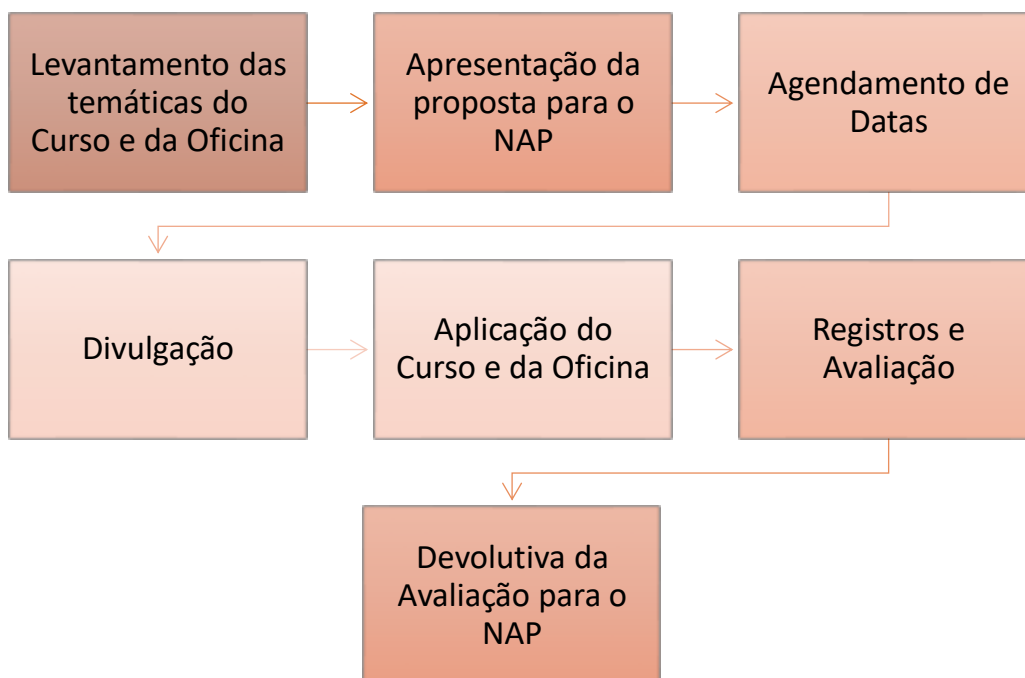 Levantamento das
temáticas do
Curso e da Oficina
Apresentação da
proposta para o
NAP
Agendamento de
Datas
Divulgação
Aplicação do
Curso e da Oficina
Registros e
Avaliação
Devolutiva da
Avaliação para o
NAP